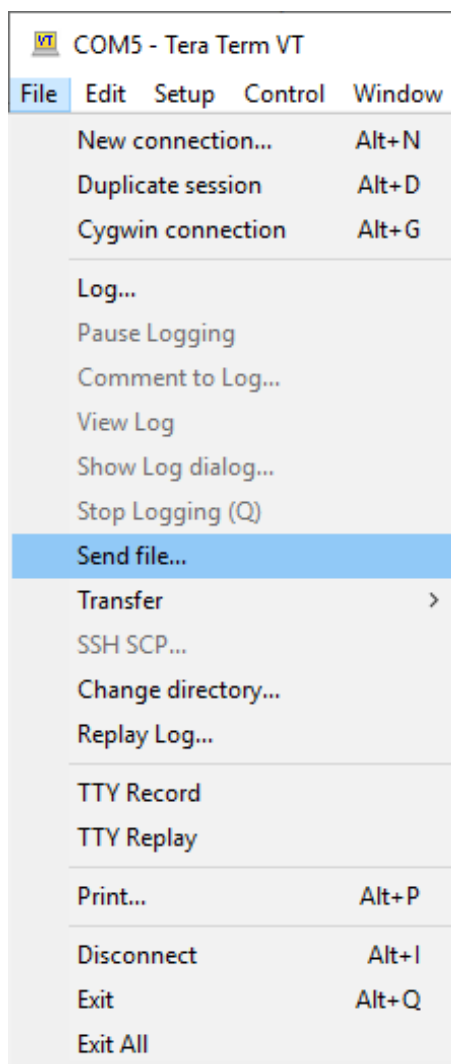 VT COM5 - Tera Term VT
File Edit Setup Control Window
New connection... Alt+N
Duplicate session Alt+D
Cygwin connection Alt+G
Log...
Pause Logging
Comment to Log...
View Log
Show Log dialog...
Stop Logging (Q)
Send file...
Transfer >
SSH SCP...
Change directory...
Replay Log...
TTY Record
TTY Replay
Print... Alt+P
Disconnect Alt+I
Exit Alt+Q
Exit All